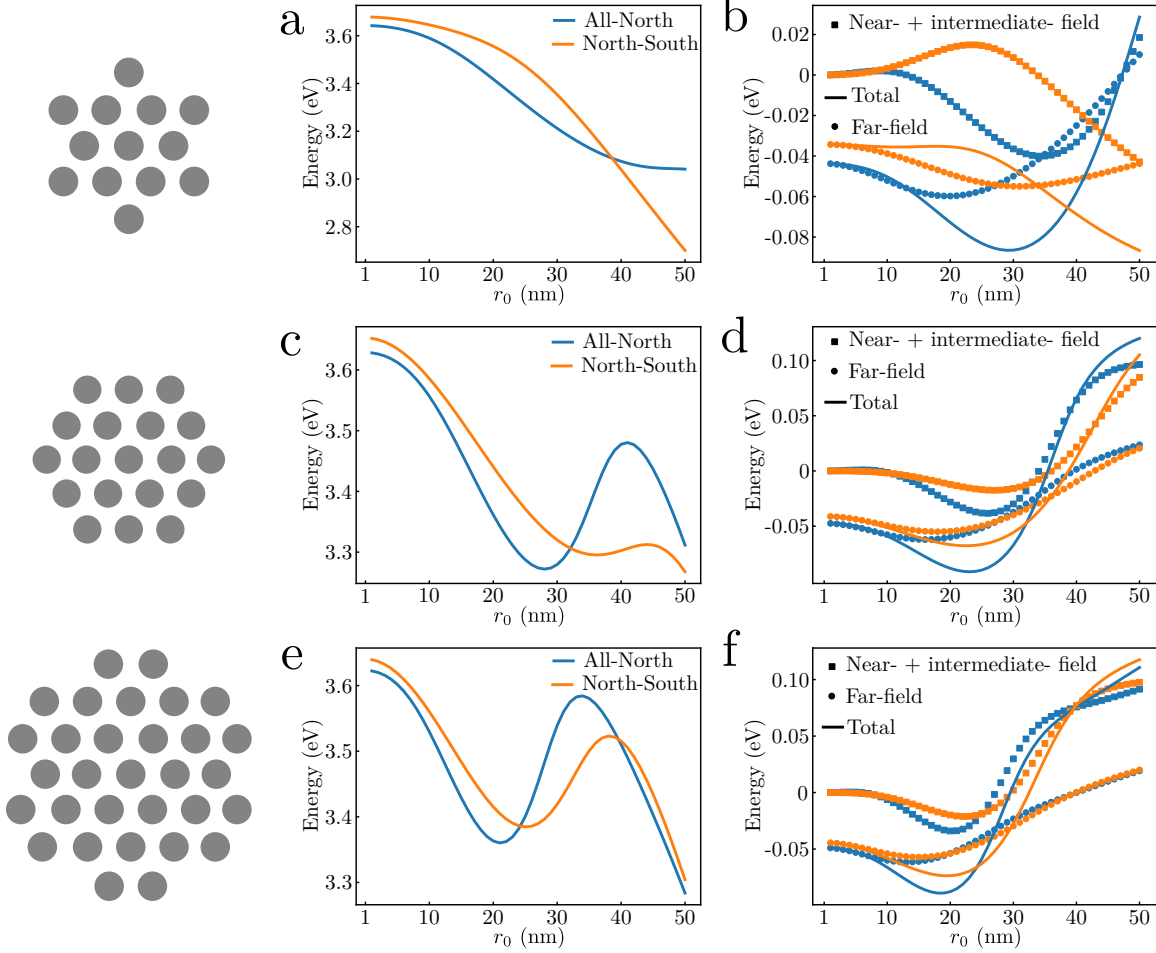 a
All-North
North-South
Energy (eV)
3.6
3.4
3.2
3.0
2.8
1 10 20 30 40 50
r0 (nm)
b
Near- + intermediate- field
Total
Far-field
Energy (eV)
0.02
0
-0.02
-0.04
-0.06
-0.08
1 10 20 30 40 50
r0 (nm)
c
All-North
North-South
Energy (eV)
3.6
3.5
3.4
3.3
1 10 20 30 40 50
r0 (nm)
d
Near- + intermediate- field
Far-field
Total
Energy (eV)
0.10
0.05
0
-0.05
1 10 20 30 40 50
r0 (nm)
e
All-North
North-South
Energy (eV)
3.6
3.5
3.4
3.3
1 10 20 30 40 50
r0 (nm)
f
Near- + intermediate- field
Far-field
Total
Energy (eV)
0.10
0.05
0
-0.05
1 10 20 30 40 50
r0 (nm)